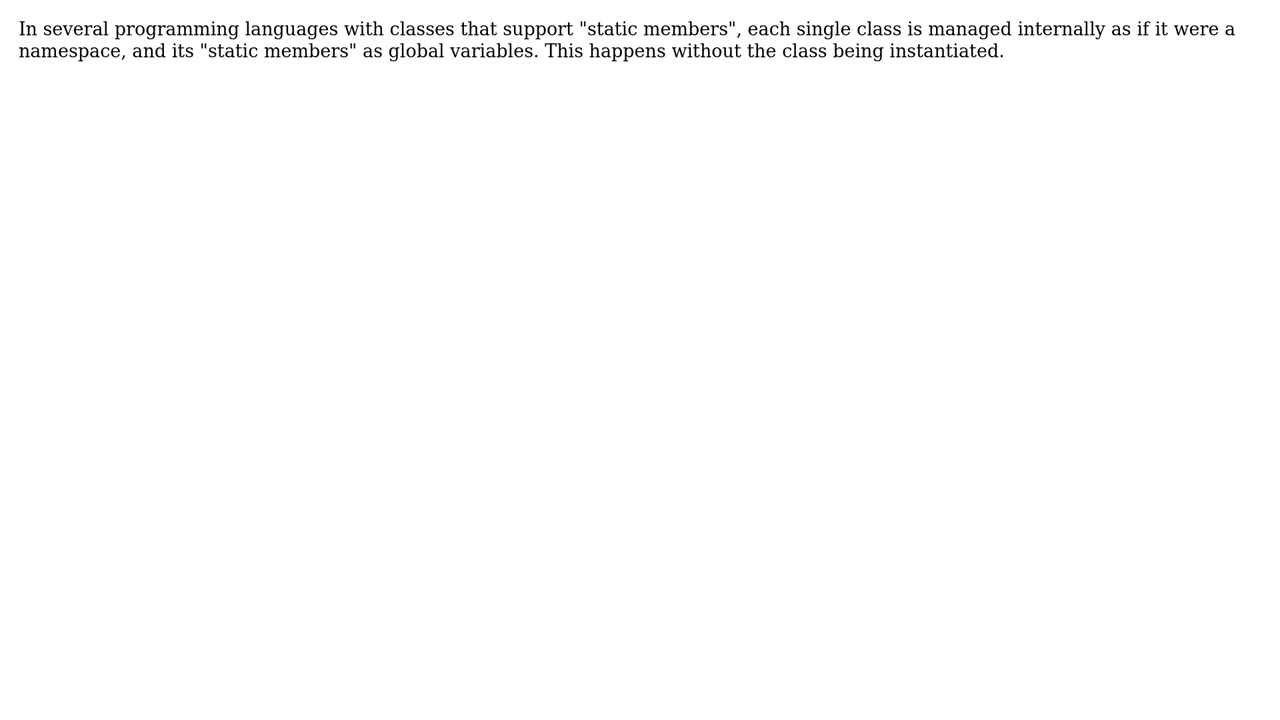 In several programming languages with classes that support "static members", each single class is managed internally as if it were a
namespace, and its "static members" as global variables. This happens without the class being instantiated.